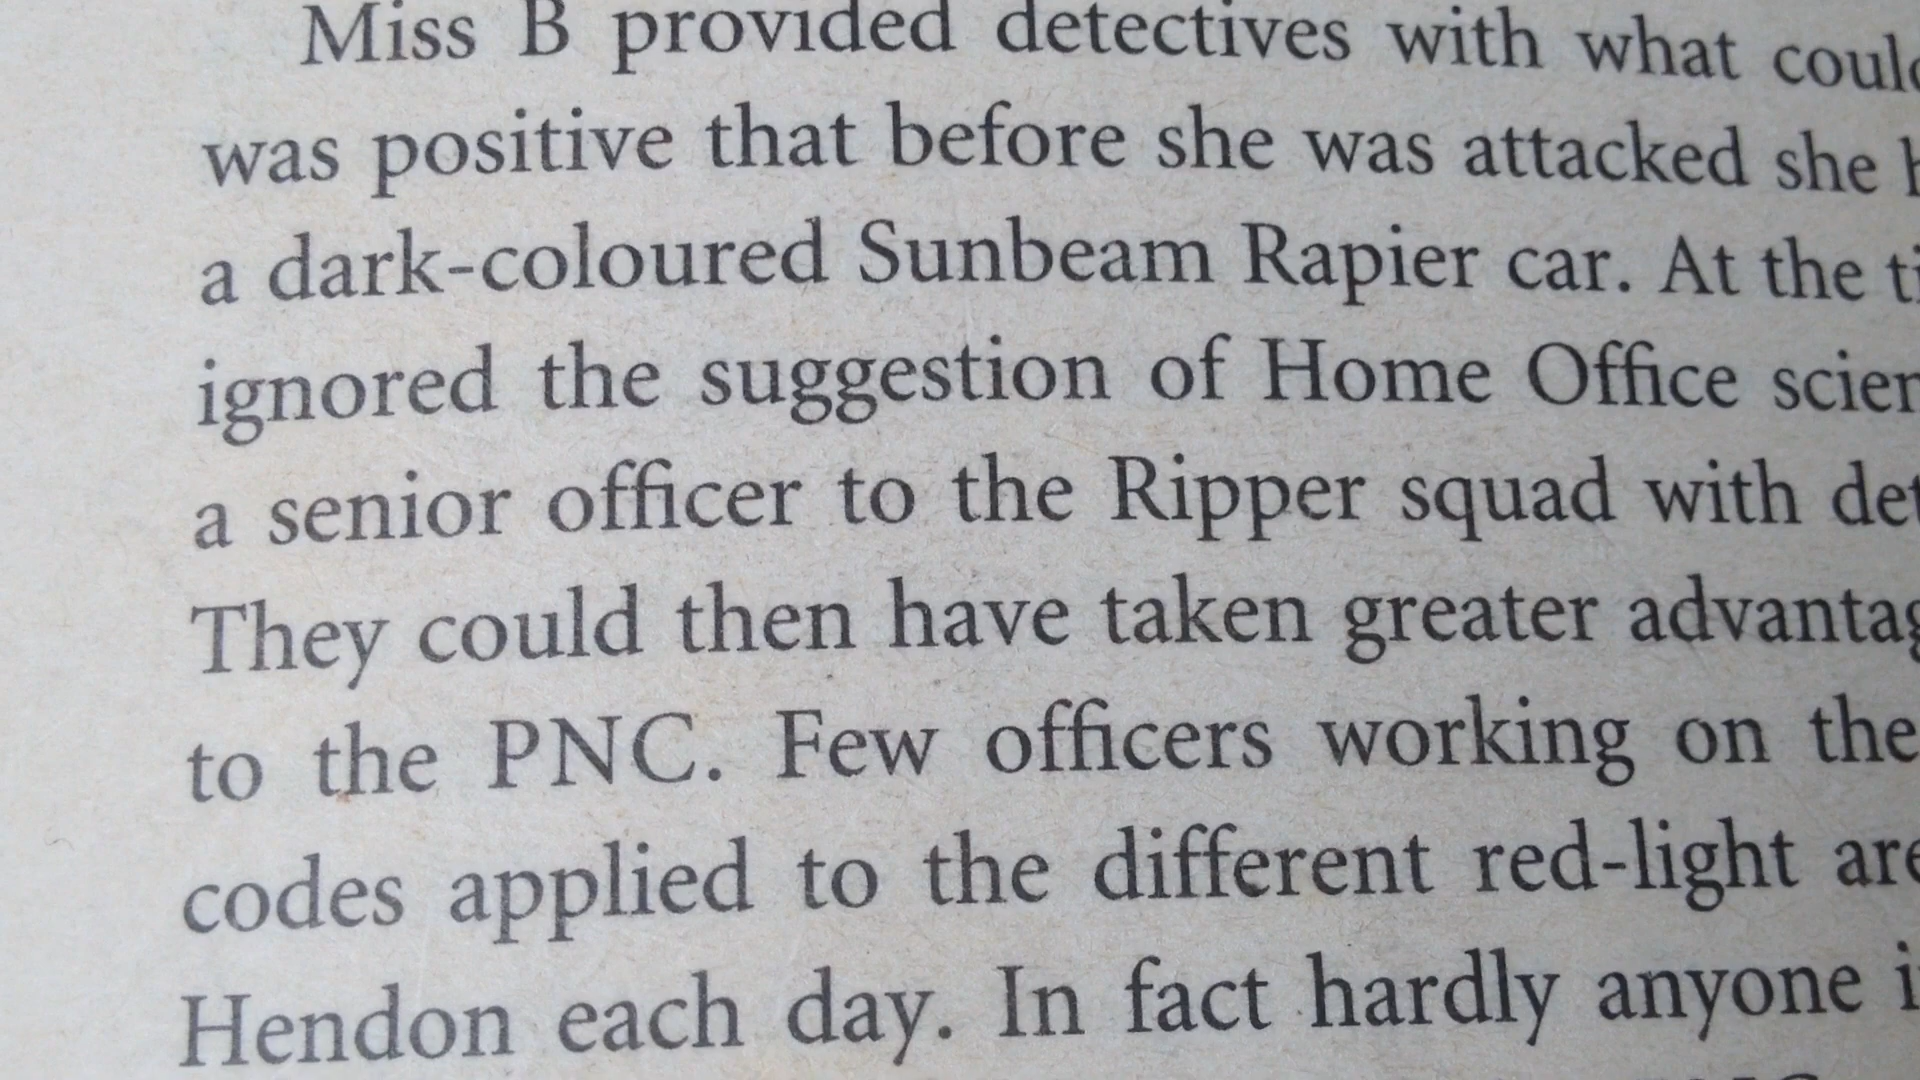 Miss B provided detectives with what
was positive that before she was attacked she
a dark-coloured Sunbeam Rapier car. At the
ignored the suggestion of Home Office
a senior officer to the Ripper squad with
They could then have taken greater
to the PNC. Few officers working on the
codes applied to the different red-light
Hendon each day. In fact hardly anyone